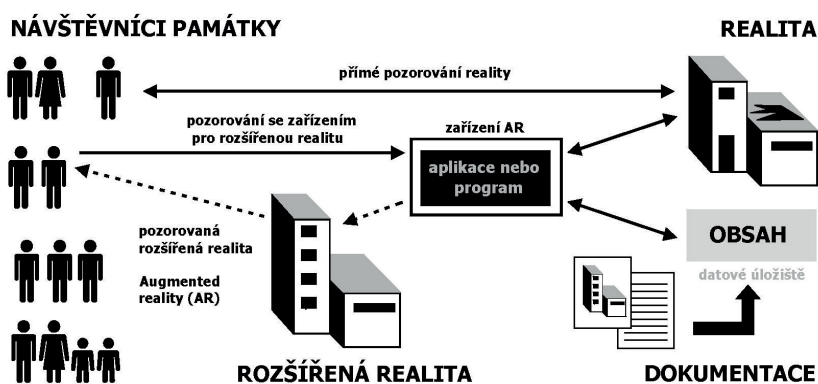 NÁVŠTĚVNÍCI PAMÁTKY
REALITA
přímé pozorování reality
pozorování se zařízením
pro rozšířenou realitu
zařízení AR
aplikace nebo
program
pozorovaná
rozšířená realita
Augmented
reality (AR)
OBSAH
datové úložiště
ROZŠÍŘENÁ REALITA
DOKUMENTACE